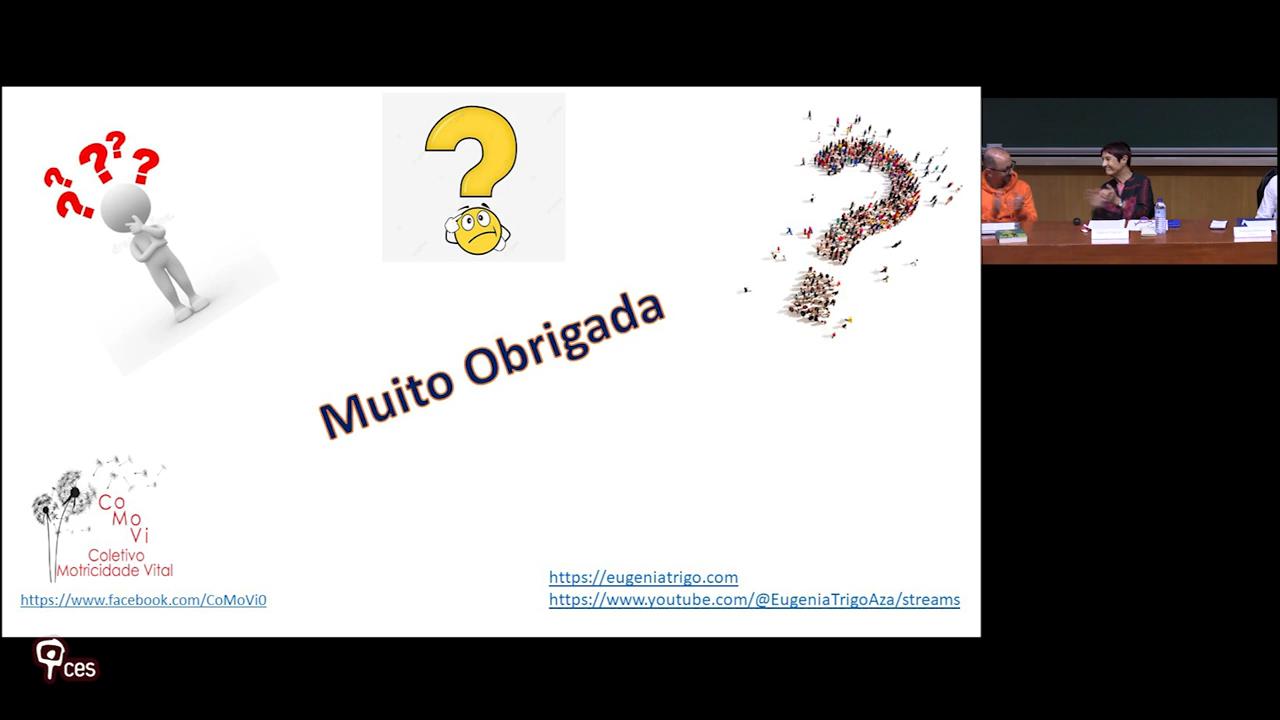 ? ? ? ? ?
?
Muito Obrigada
Co
Mo
Vi
Coletivo
Motricidade Vital
https://www.facebook.com/CoMoVi0
https://eugeniatrigo.com
https://www.youtube.com/@EugeniaTrigoAza/streams
ces